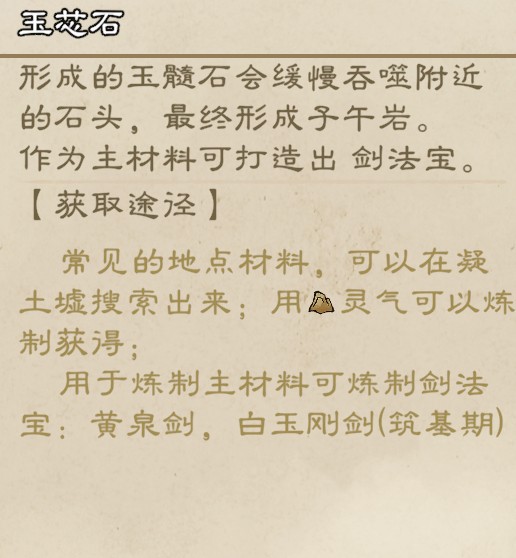 玉芯石
形成的玉髓石会缓慢吞噬附近
的石头，最终形成子午岩。
作为主材料可打造出 剑法宝。
【获取途径】
常见的地点材料，可以在凝
土墟搜索出来；用灵气可以炼
制获得；
用于炼制主材料可炼制剑法
宝：黄泉剑，白玉刚剑(筑基期)